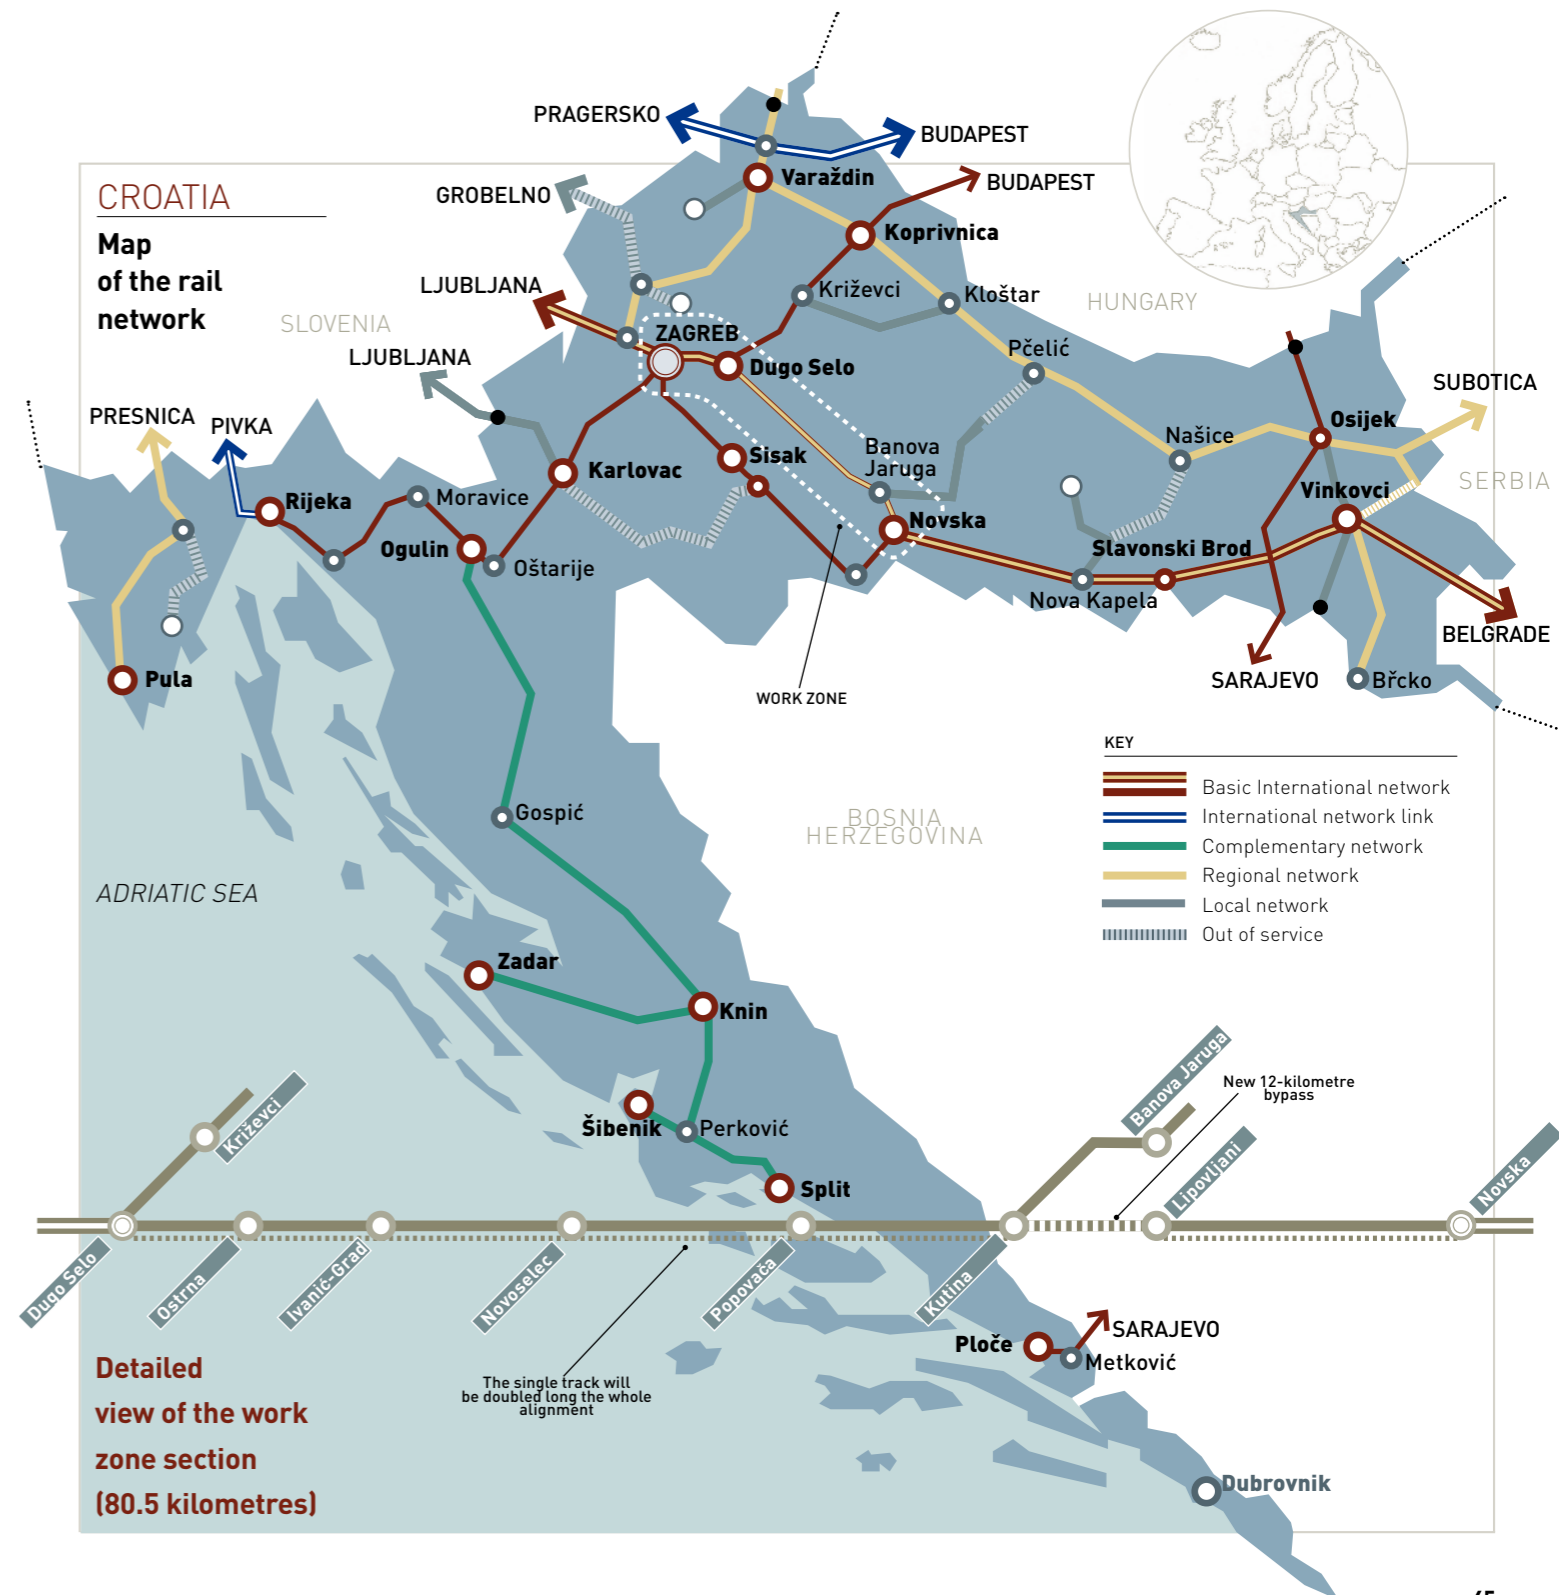 CROATIA
Map
of the rail
network
PRAGERSKO
BUDAPEST
Varaždin
BUDAPEST
GROBELNO
Koprivnica
LJUBLJANA
Križevci
Kloštar
HUNGARY
SLOVENIA
ZAGREB
LJUBLJANA
Dugo Selo
Pčelić
SUBOTICA
PRESNICA
PIVKA
Osijek
Našice
Banova
Jaruga
Sisak
Karlovac
SERBIA
Vinkovci
Rijeka
Moravice
Novska
Ogulin
Oštarije
Slavonski Brod
Nova Kapela
BELGRADE
Pula
SARAJEVO
Břcko
WORK ZONE
KEY
Basic International network
International network link
Complementary network
Regional network
Local network
Out of service
Gospić
BOSNIA
HERZEGOVINA
ADRIATIC SEA
Zadar
Knin
Šibenik
Perković
Split
Križevci
Banova Jaruga
New 12-kilometre
bypass
Lipovljani
Novska
Dugo Selo
Ostrna
Ivanić-Grad
Novoselec
Popovača
Kutina
SARAJEVO
Ploče
Metković
The single track will
be doubled long the whole
alignment
Detailed
view of the work
zone section
(80.5 kilometres)
Dubrovnik